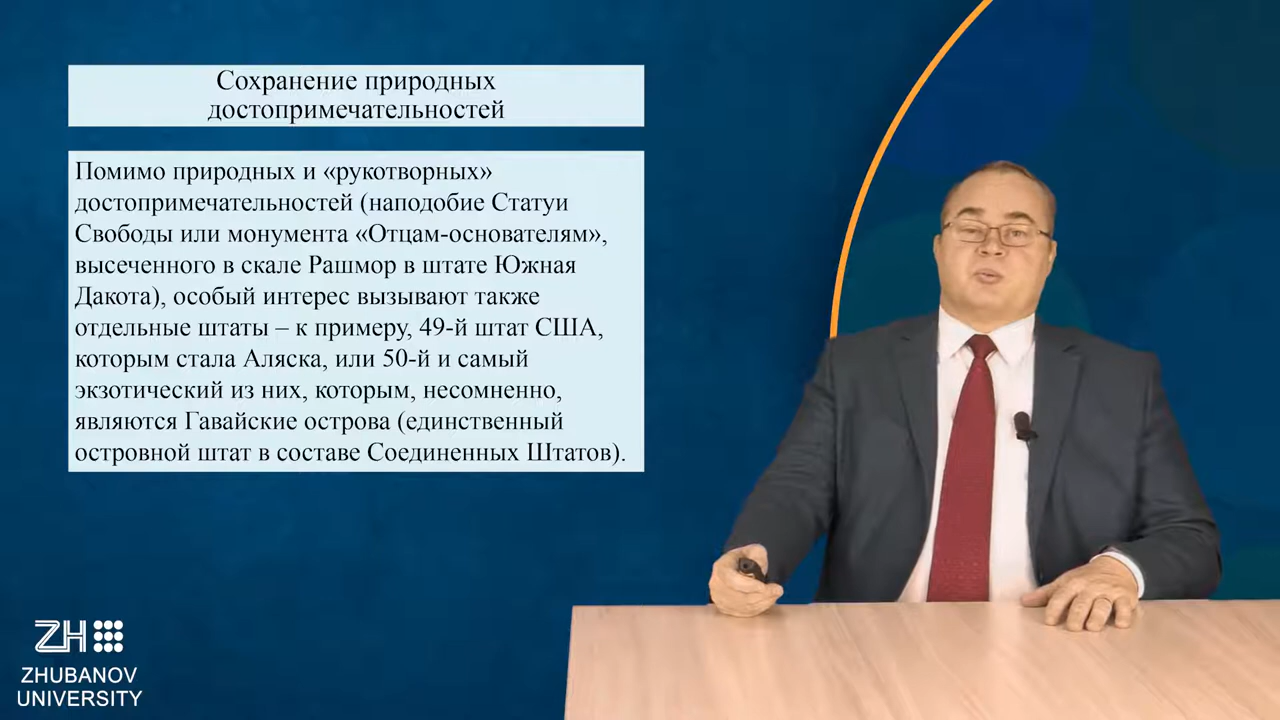 Сохранение природных
достопримечательностей
Помимо природных и «рукотворных»
достопримечательностей (наподобие Статуи
Свободы или монумента «Отцам-основателям»,
высеченного в скале Рашмор в штате Южная
Дакота), особый интерес вызывают также
отдельные штаты – к примеру, 49-й штат США,
которым стала Аляска, или 50-й и самый
экзотический из них, которым, несомненно,
являются Гавайские острова (единственный
островной штат в составе Соединенных Штатов).
ZH
ZHUBANOV
UNIVERSITY